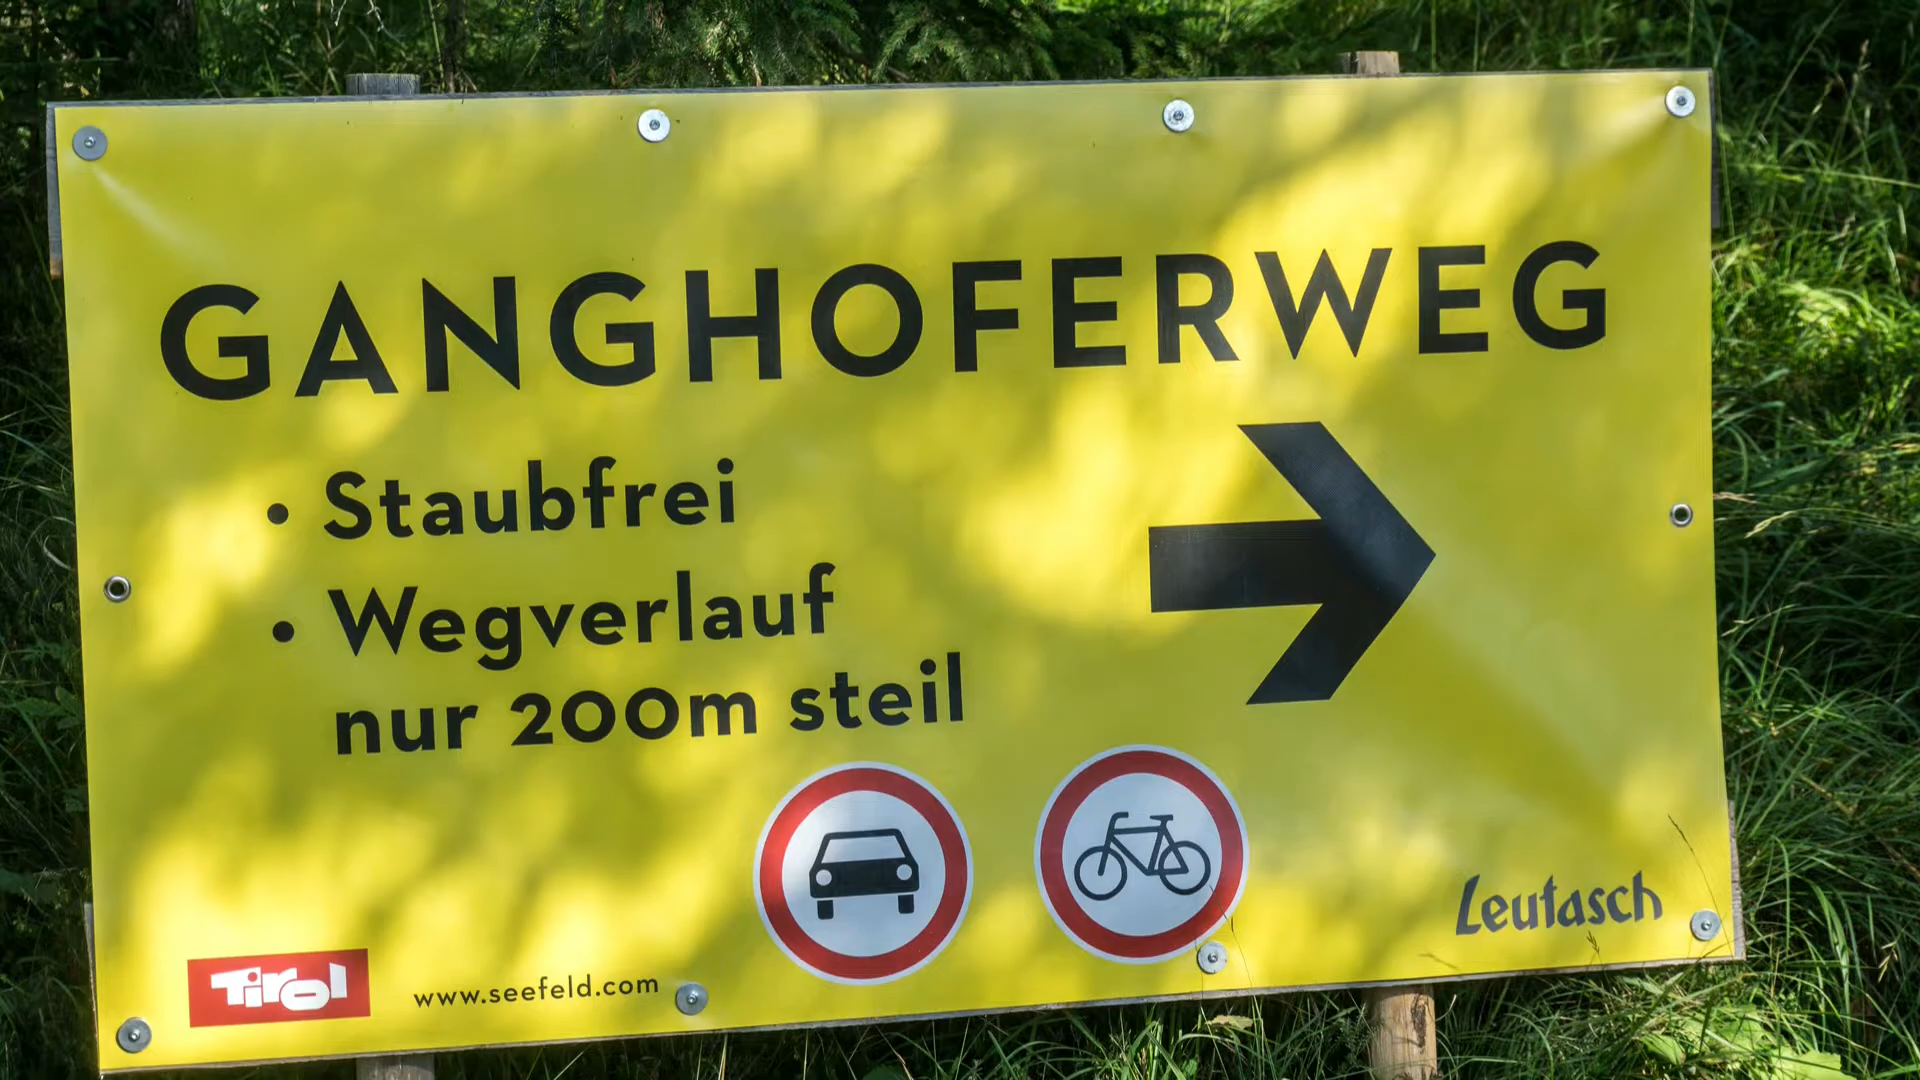 GANGHOFERWEG
• Staubfrei
• Wegverlauf
nur 200m steil
Leutasch
Tirol
www.seefeld.com